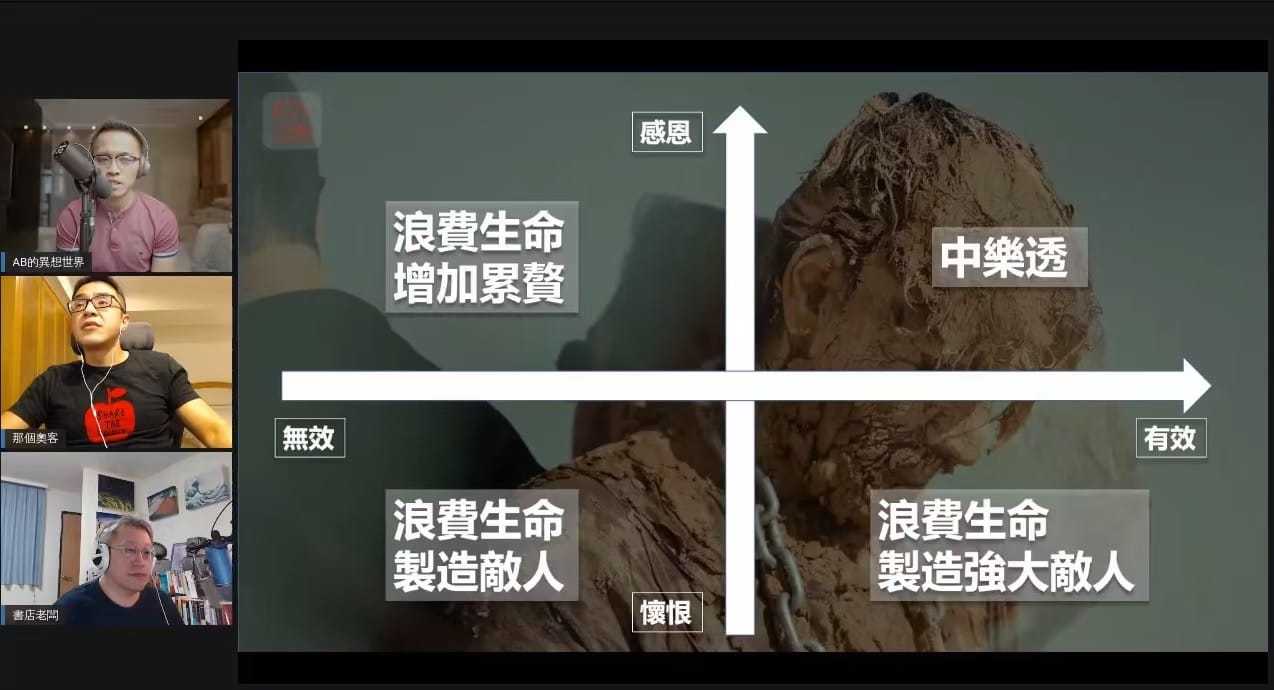 AB的異想世界
那個奧客
SHARE
THE
書店老闆
感恩
浪費生命
增加累贅
中樂透
無效
有效
浪費生命
製造敵人
浪費生命
製造強大敵人
懷恨